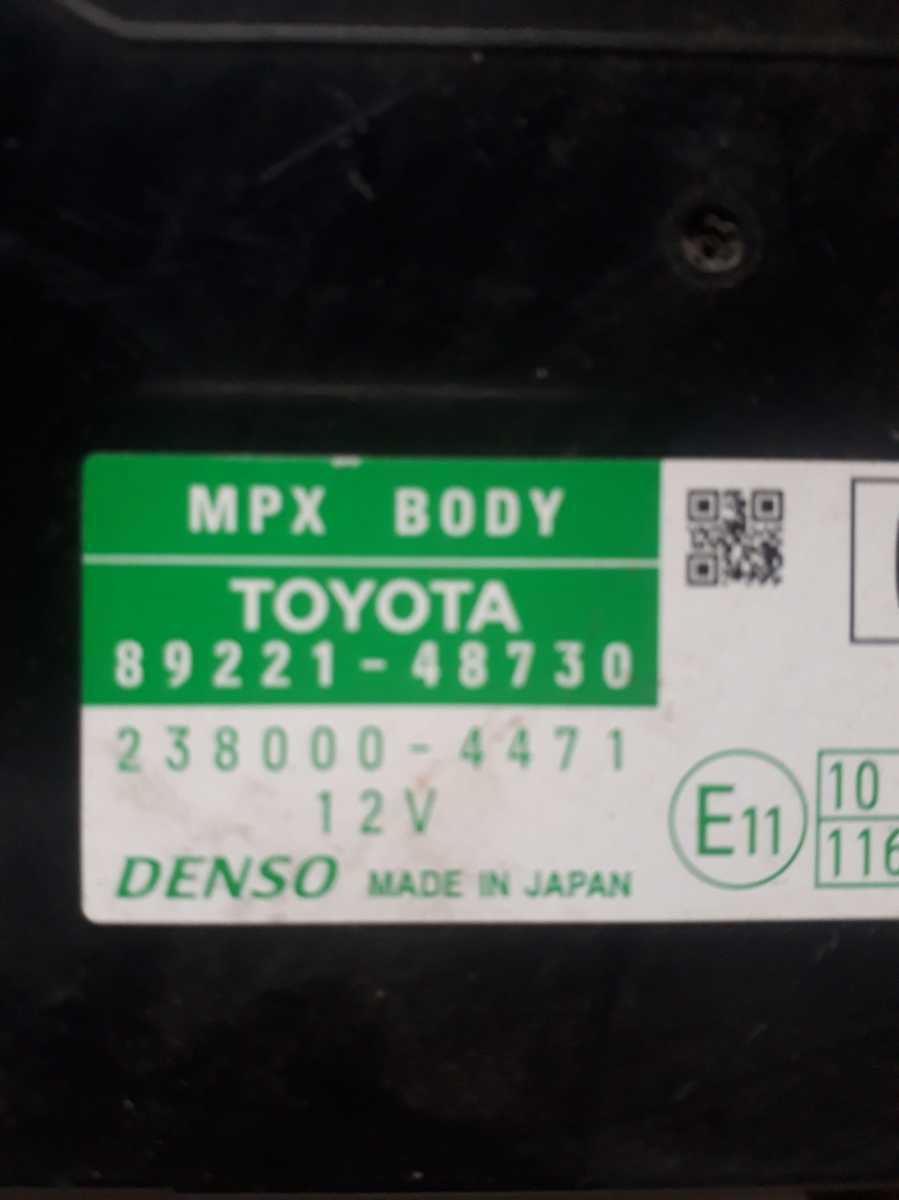 MPX BODY
TOYOTA
89221-48730
238000-4471
12V
DENSO MADE IN JAPAN
E11
10
116